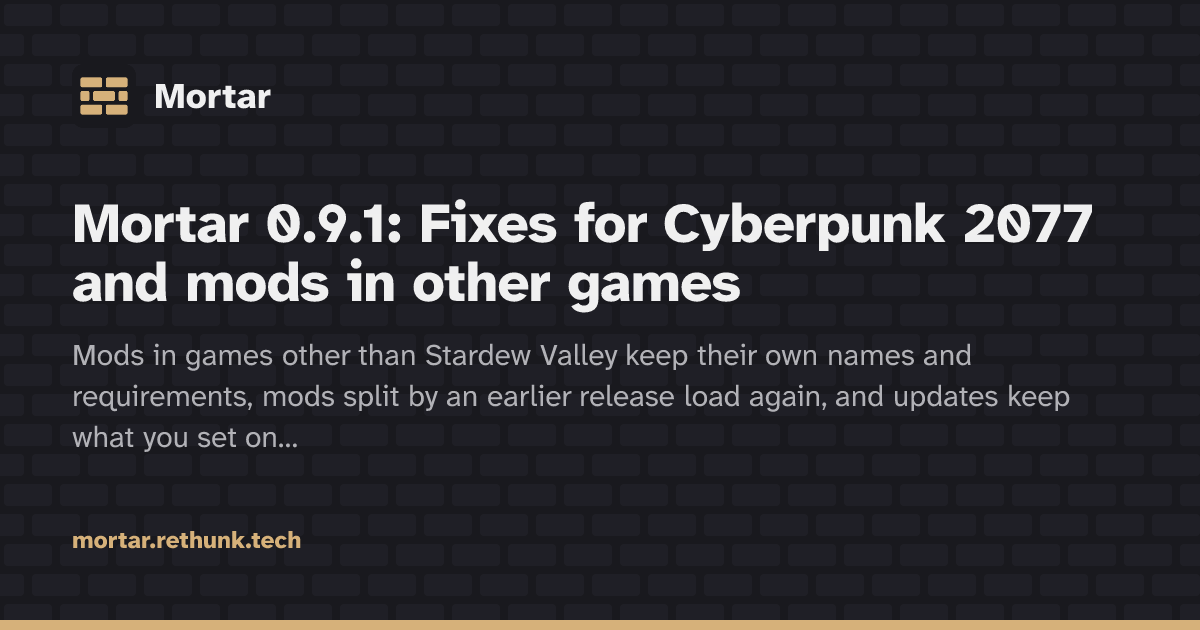 Mortar
Mortar 0.9.1: Fixes for Cyberpunk 2077
and mods in other games
Mods in games other than Stardew Valley keep their own names and
requirements, mods split by an earlier release load again, and updates keep
what you set on...
mortar.rethunk.tech